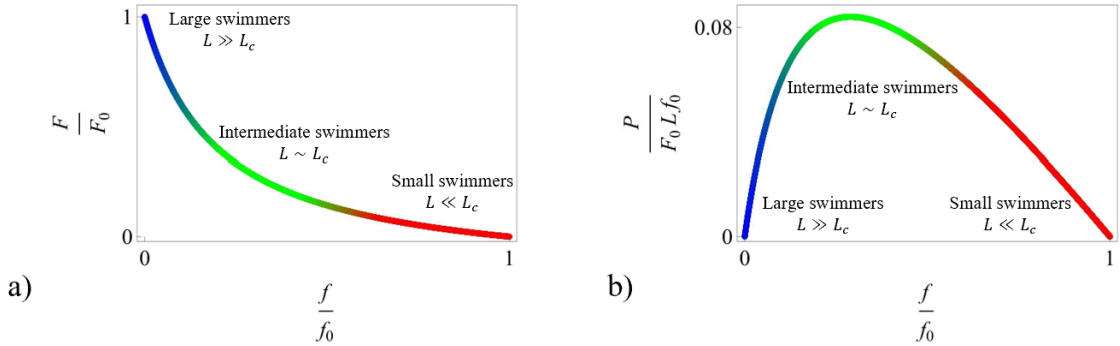 1
Large swimmers
L ≫ L_c
F
F_0
Intermediate swimmers
L ~ L_c
Small swimmers
L ≪ L_c
0
0
1
a)
f
f_0
0.08
Intermediate swimmers
L ~ L_c
P
F_0 L f_0
Large swimmers
L ≫ L_c
Small swimmers
L ≪ L_c
0
0
1
b)
f
f_0